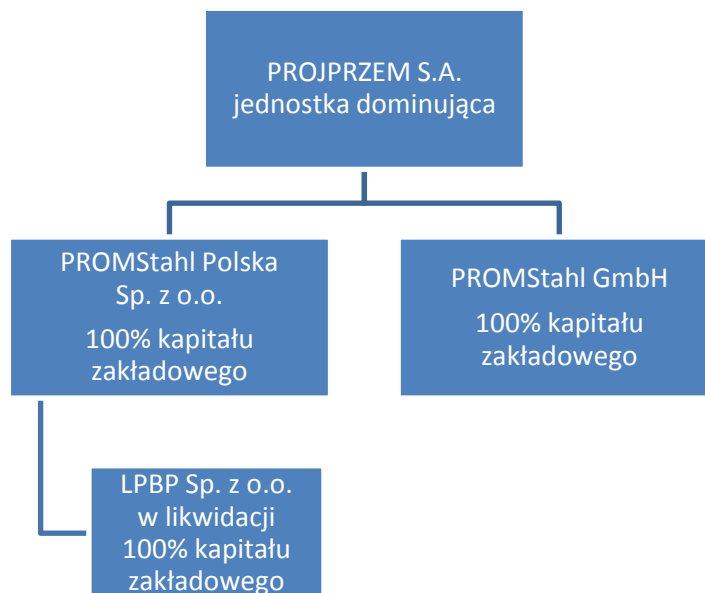 PROJPRZEM S.A.
jednostka dominująca
PROMStahl Polska
Sp. z o.o.
100% kapitału
zakładowego
PROMStahl GmbH
100% kapitału
zakładowego
LPBP Sp. z o.o.
w likwidacji
100% kapitału
zakładowego